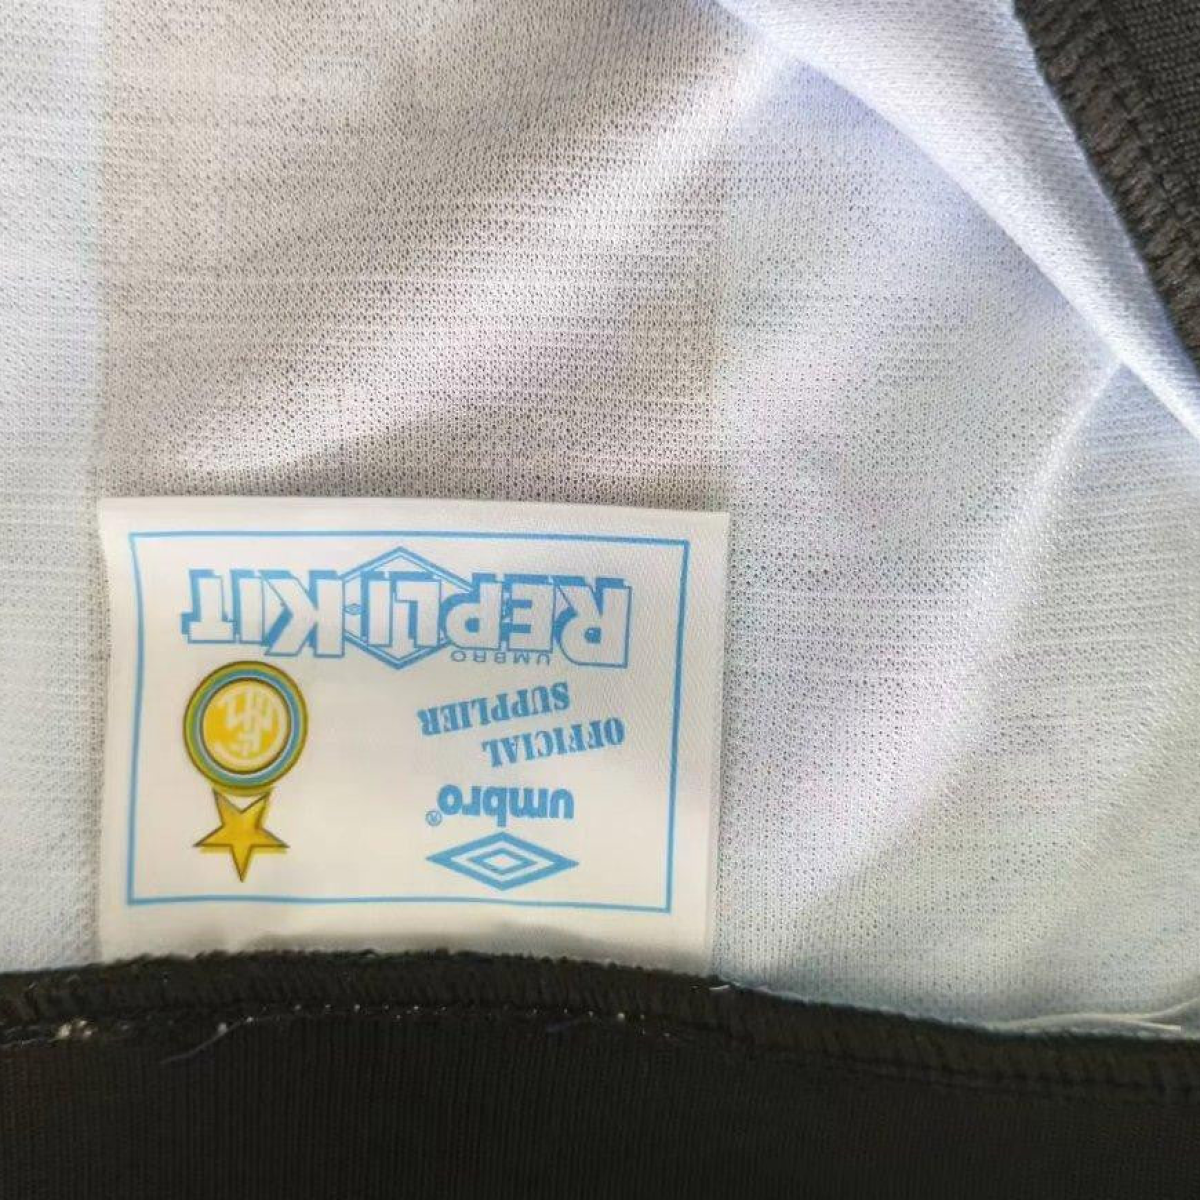 REPLI-KIT
UMBRO
OFFICIAL
SUPPLIER
umbro®